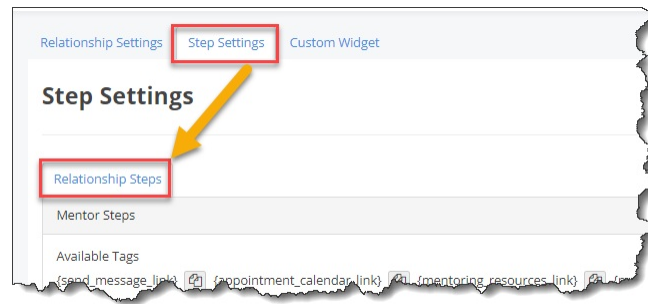 Relationship Settings Step Settings Custom Widget
Step Settings
Relationship Steps
Mentor Steps
Available Tags
{send_message_link} {appointment_calendar_link} {mentoring_resources_link}